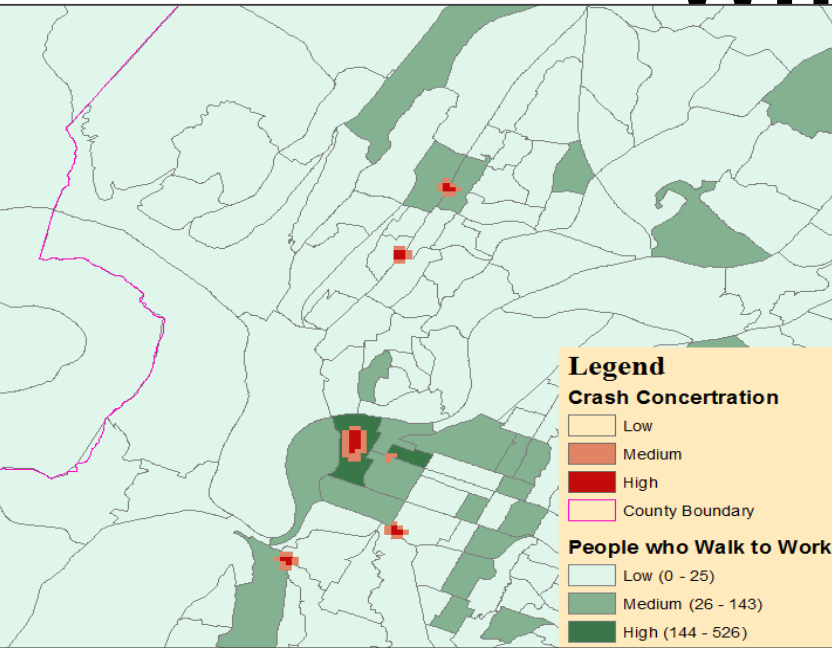 Legend
Crash Concertration
Low
Medium
High
County Boundary
People who Walk to Work
Low (0 - 25)
Medium (26 - 143)
High (144 - 526)